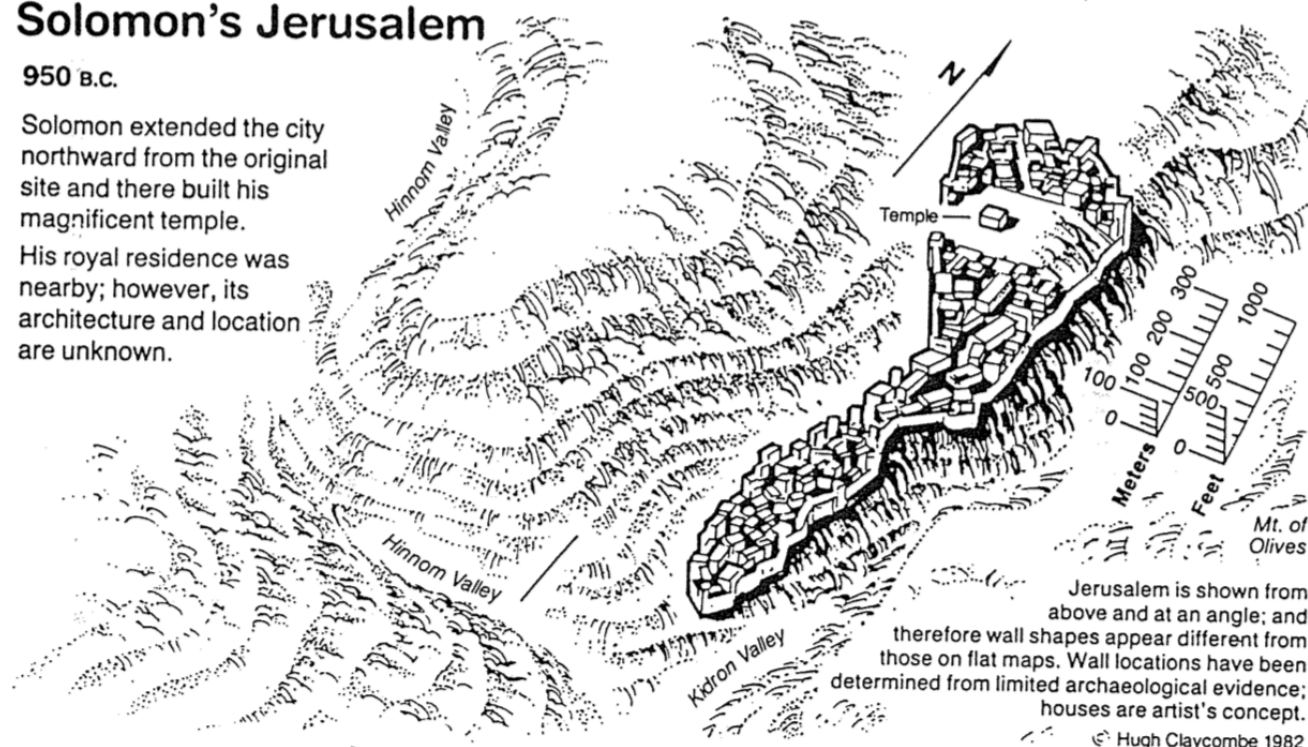 Solomon's Jerusalem
950 B.C.
Solomon extended the city
northward from the original
site and there built his
magnificent temple.
His royal residence was
nearby; however, its
architecture and location
are unknown.
Hinnom Valley
N
Temple
300
200
100
100
0
Meters
1000
500
500
0
Feet
Hinnom Valley
Kidron Valley
Mt. of
Olives
Jerusalem is shown from
above and at an angle; and
therefore wall shapes appear different from
those on flat maps. Wall locations have been
determined from limited archaeological evidence;
houses are artist's concept.
© Hugh Claycombe 1982